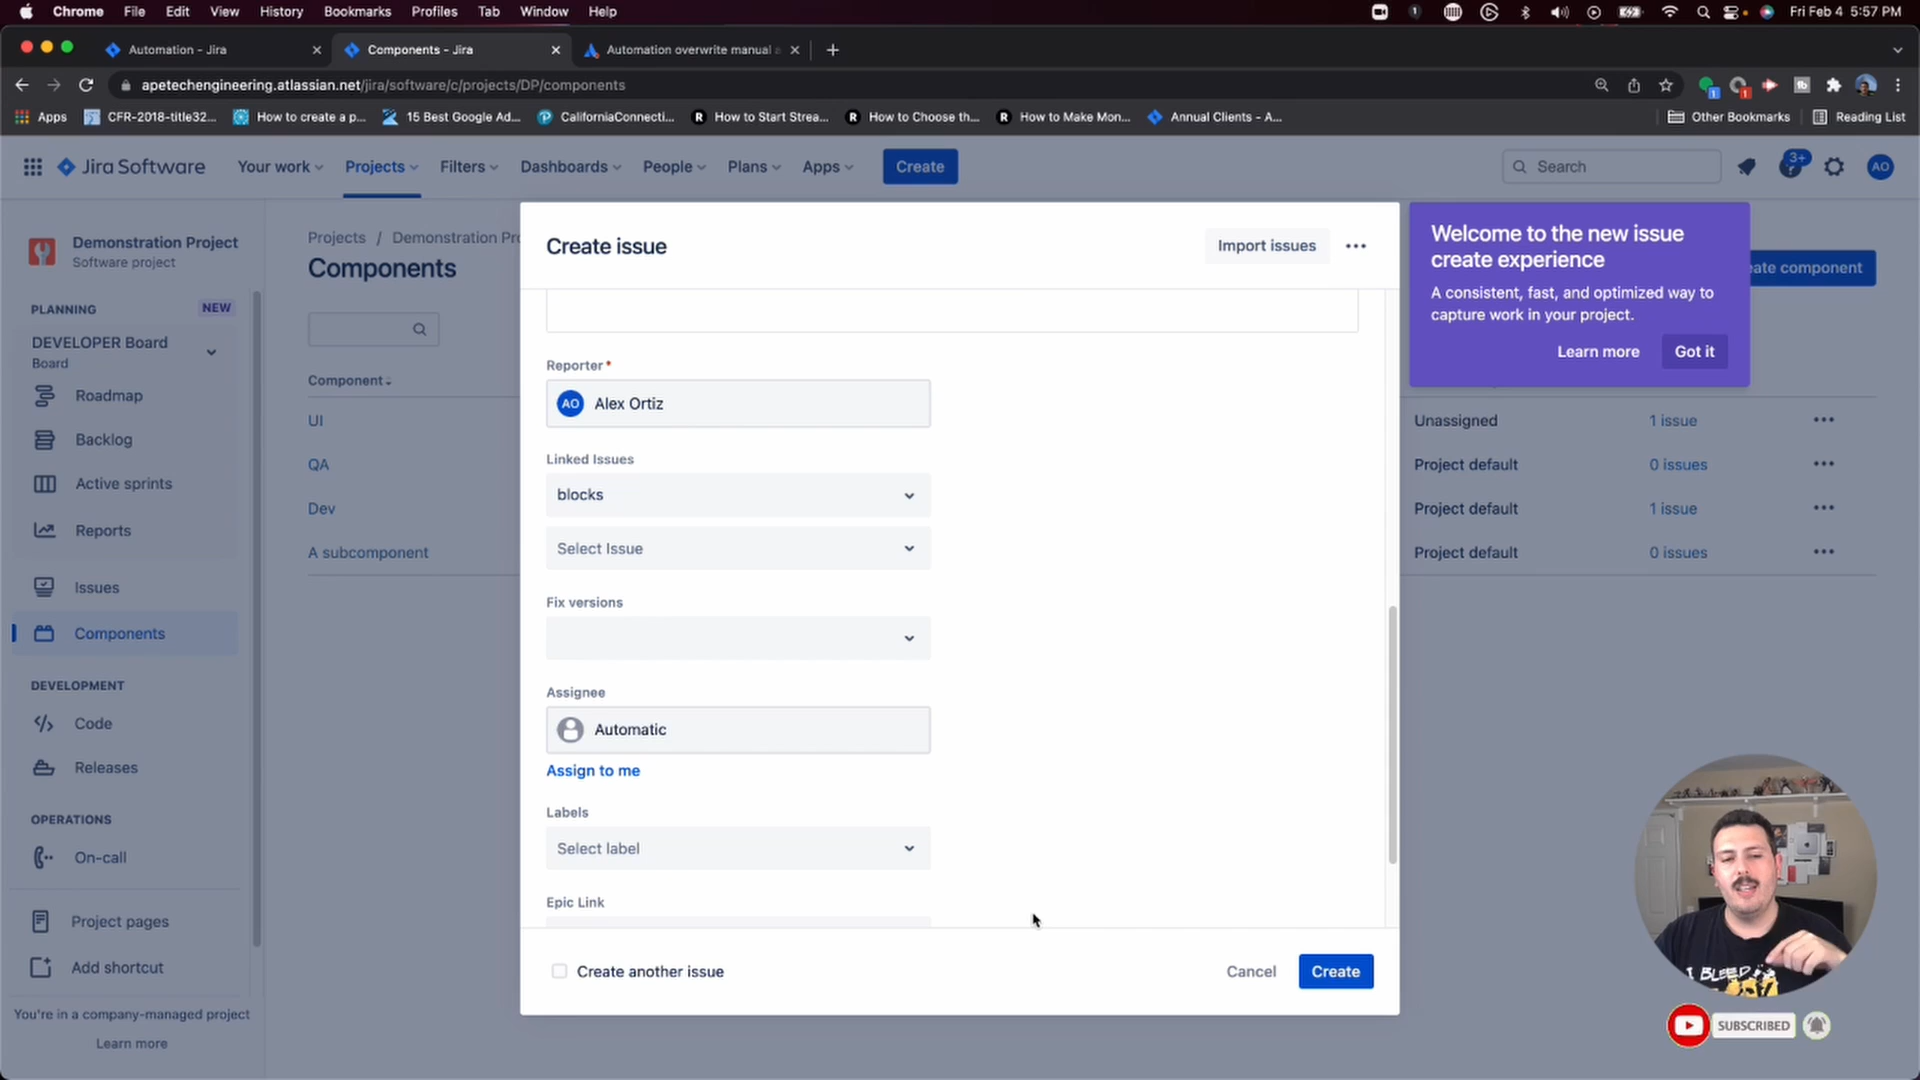 Chrome File Edit View History Bookmarks Profiles Tab Window Help Fri Feb 4 5:57 PM
Automation - Jira Components - Jira Automation overwrite manual
apetechengineering.atlassian.net/jira/software/c/projects/DP/components
Apps CFR-2018-title32... How to create a p... 15 Best Google Ad... CaliforniaConnecti... How to Start Strea... How to Choose th... How to Make Mon... Annual Clients - A... Other Bookmarks Reading List
Jira Software Your work Projects Filters Dashboards People Plans Apps Create Search 3+ AO
Demonstration Project
Software project
PLANNING NEW
DEVELOPER Board
Board
Roadmap
Backlog
Active sprints
Reports
Issues
Components
DEVELOPMENT
Code
Releases
OPERATIONS
On-call
Project pages
Add shortcut
You're in a company-managed project
Learn more
Projects / Demonstration Pro
Components
Component
UI
QA
Dev
A subcomponent
Create issue Import issues
Reporter *
AO Alex Ortiz
Linked Issues
blocks
Select Issue
Fix versions
Assignee
Automatic
Assign to me
Labels
Select label
Epic Link
Create another issue Cancel Create
Welcome to the new issue
create experience
A consistent, fast, and optimized way to
capture work in your project.
Learn more Got it
ate component
Unassigned 1 issue
Project default 0 issues
Project default 1 issue
Project default 0 issues
I BLEED
SUBSCRIBED